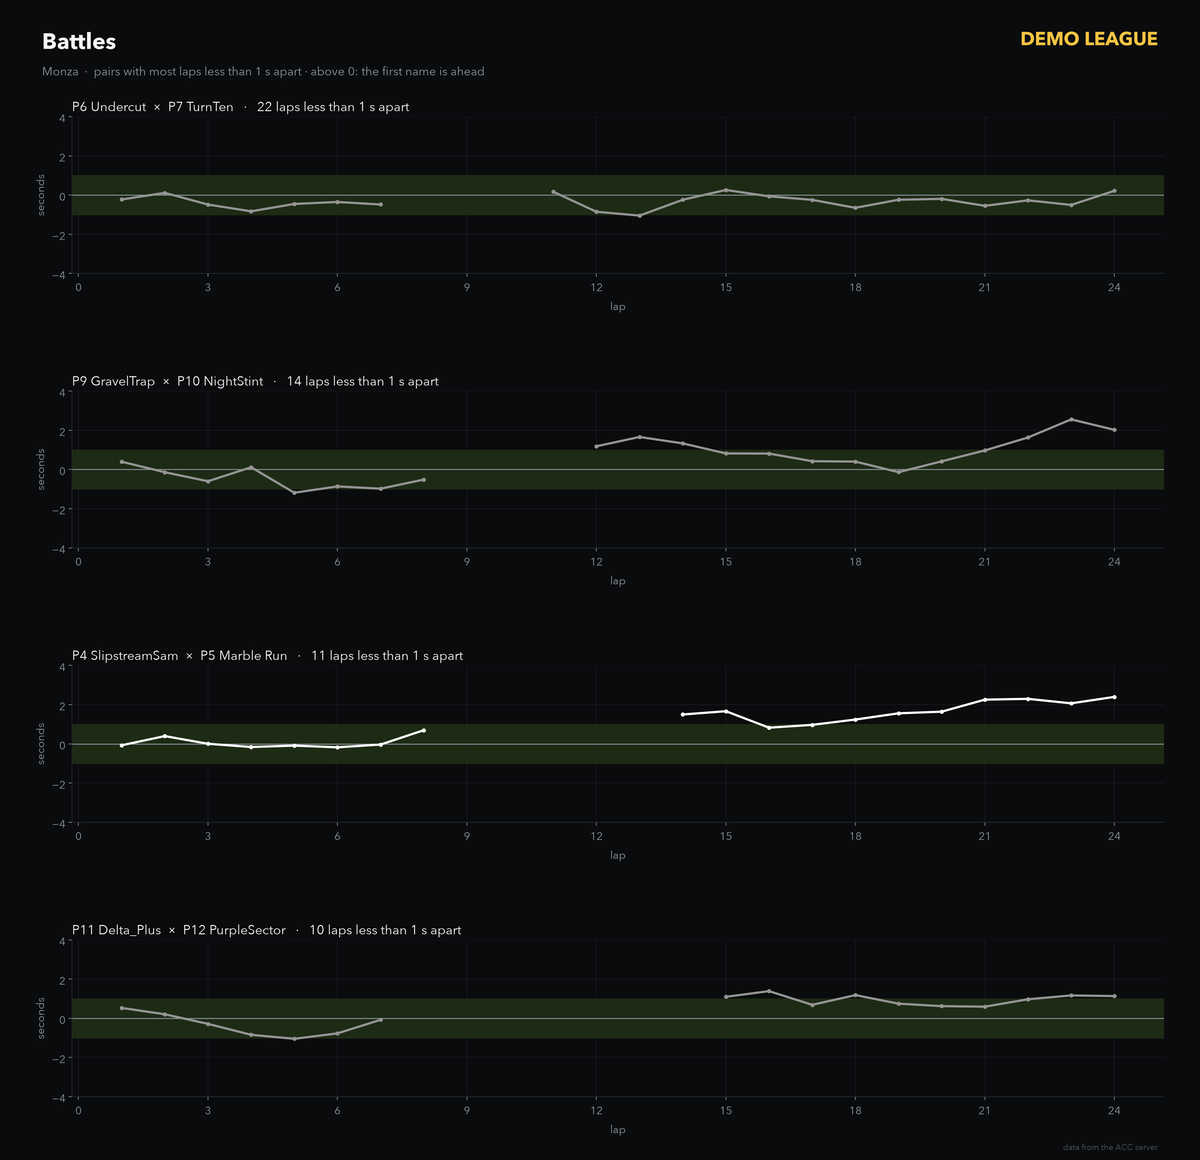 Battles
DEMO LEAGUE
Monza · pairs with most laps less than 1 s apart · above 0: the first name is ahead
P6 Undercut × P7 TurnTen · 22 laps less than 1 s apart
4
2
0
−2
−4
seconds
0 3 6 9 12 15 18 21 24
lap
P9 GravelTrap × P10 NightStint · 14 laps less than 1 s apart
4
2
0
−2
−4
seconds
0 3 6 9 12 15 18 21 24
lap
P4 SlipstreamSam × P5 Marble Run · 11 laps less than 1 s apart
4
2
0
−2
−4
seconds
0 3 6 9 12 15 18 21 24
lap
P11 Delta_Plus × P12 PurpleSector · 10 laps less than 1 s apart
4
2
0
−2
−4
seconds
0 3 6 9 12 15 18 21 24
lap
data from the ACC server